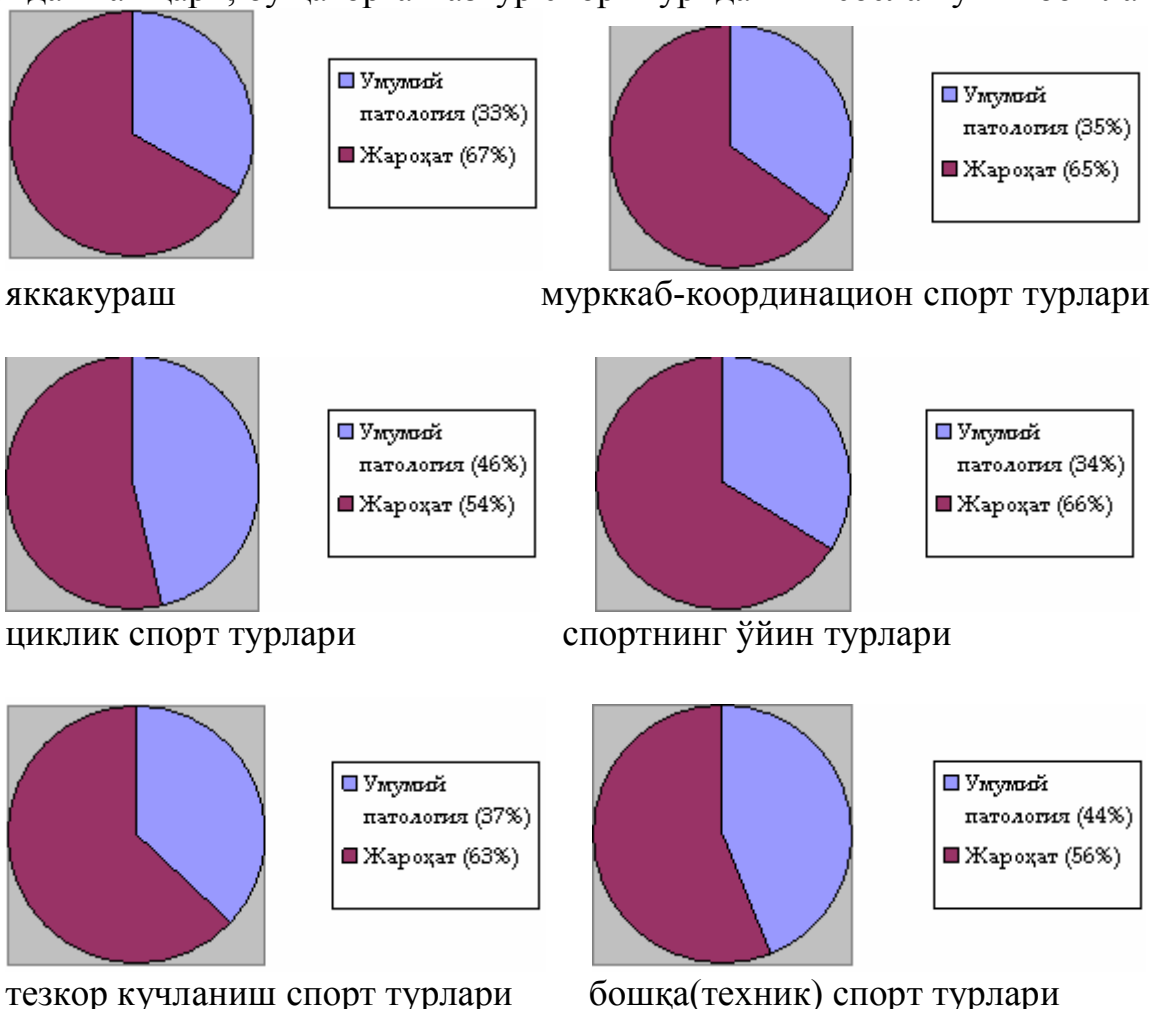 Умумий
патология (33%)
Жароҳат (67%)
Умумий
патология (35%)
Жароҳат (65%)
яккакураш
мурккаб-координацион спорт турлари
Умумий
патология (46%)
Жароҳат (54%)
Умумий
патология (34%)
Жароҳат (66%)
циклик спорт турлари
спортнинг ўйин турлари
Умумий
патология (37%)
Жароҳат (63%)
Умумий
патология (44%)
Жароҳат (56%)
тезкор кучланиш спорт турлари
бошқа(техник) спорт турлари